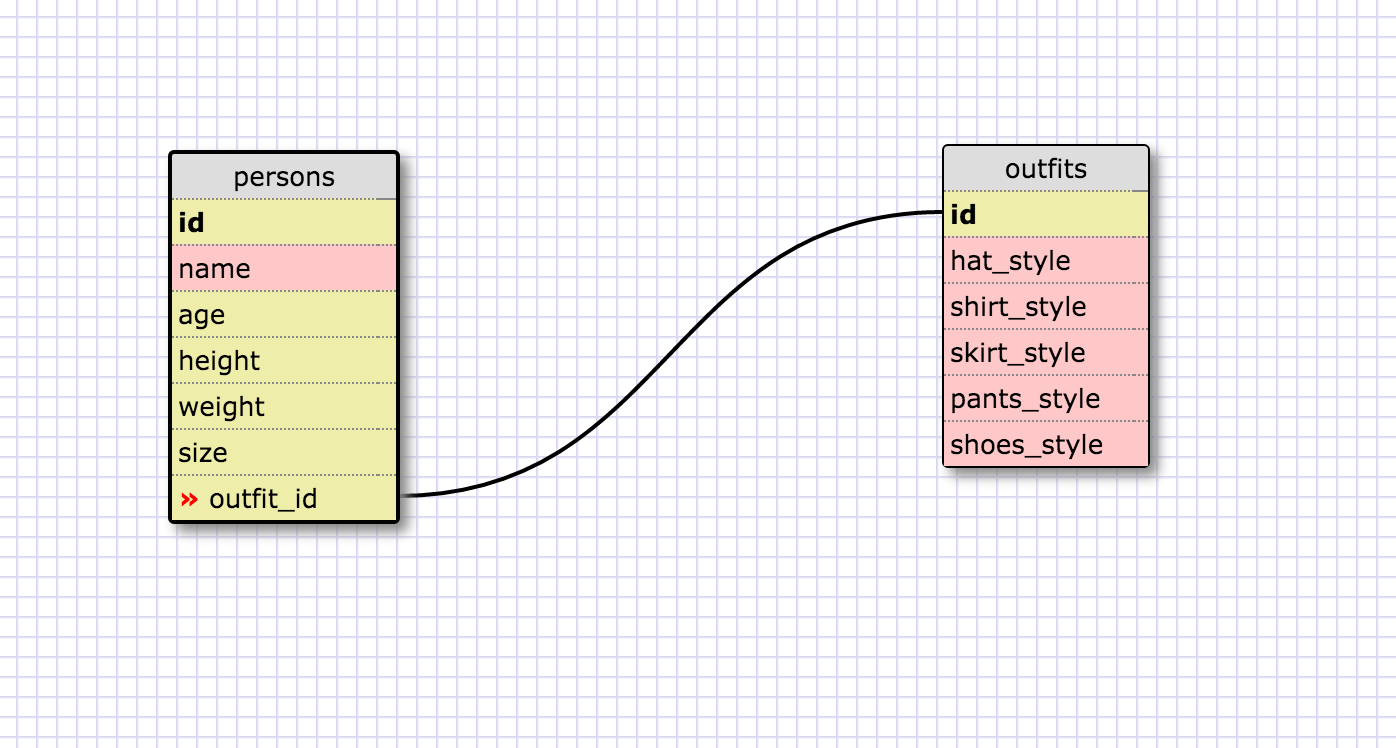 persons
id
name
age
height
weight
size
» outfit_id
outfits
id
hat_style
shirt_style
skirt_style
pants_style
shoes_style